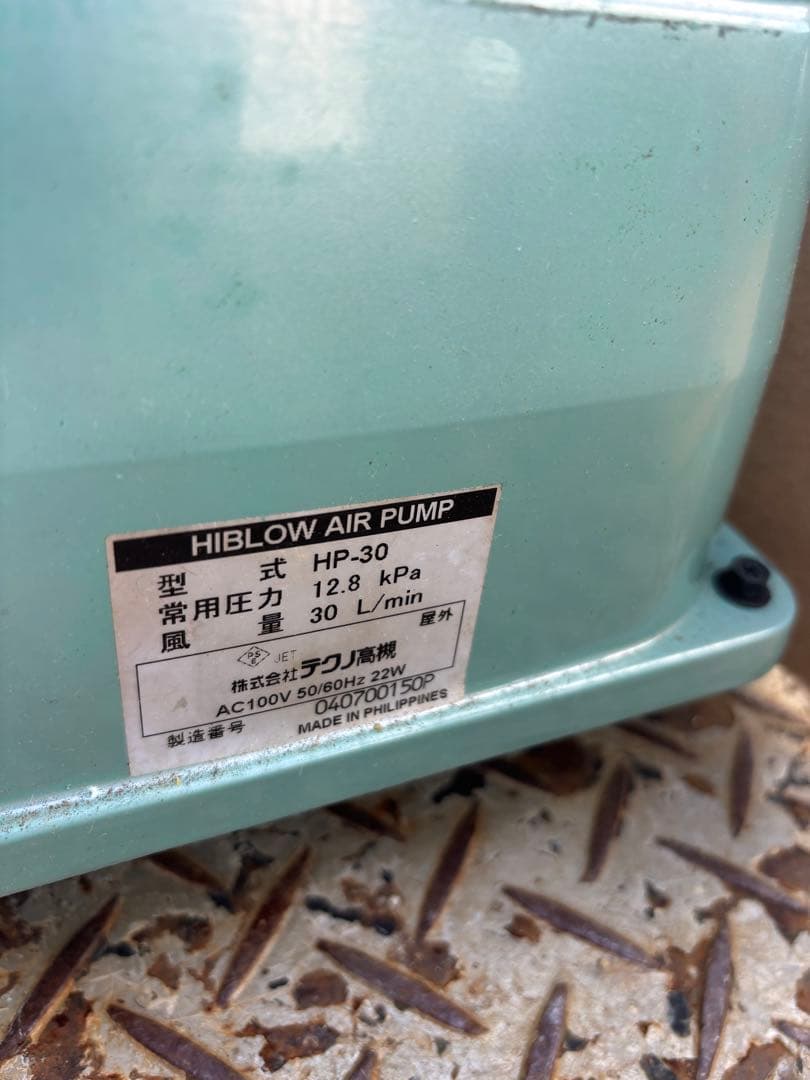 HIBLOW AIR PUMP
型式 HP-30
常用圧力 12.8 kPa
風量 30 L/min
屋外
PS E JET
株式会社テクノ高槻
AC100V 50/60Hz 22W
製造番号 040700150P
MADE IN PHILIPPINES